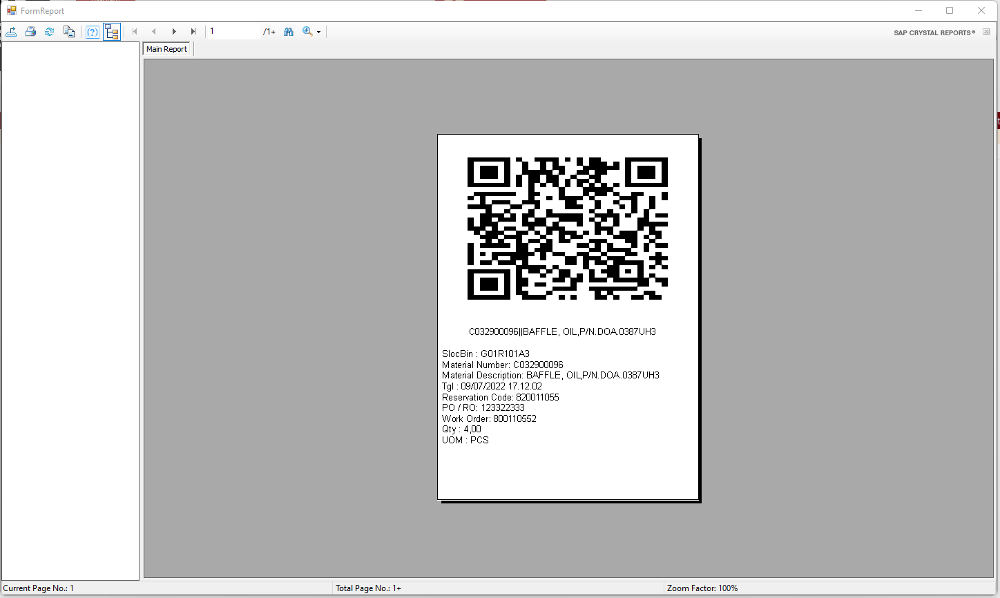 FormReport
1 /1+
SAP CRYSTAL REPORTS®
Main Report
C032900096||BAFFLE, OIL,P/N.DOA.0387UH3
SlocBin : G01R101A3
Material Number: C032900096
Material Description: BAFFLE, OIL,P/N.DOA.0387UH3
Tgl : 09/07/2022 17.12.02
Reservation Code: 820011055
PO / RO: 123322333
Work Order: 800110552
Qty : 4,00
UOM : PCS
Current Page No.: 1
Total Page No.: 1+
Zoom Factor: 100%